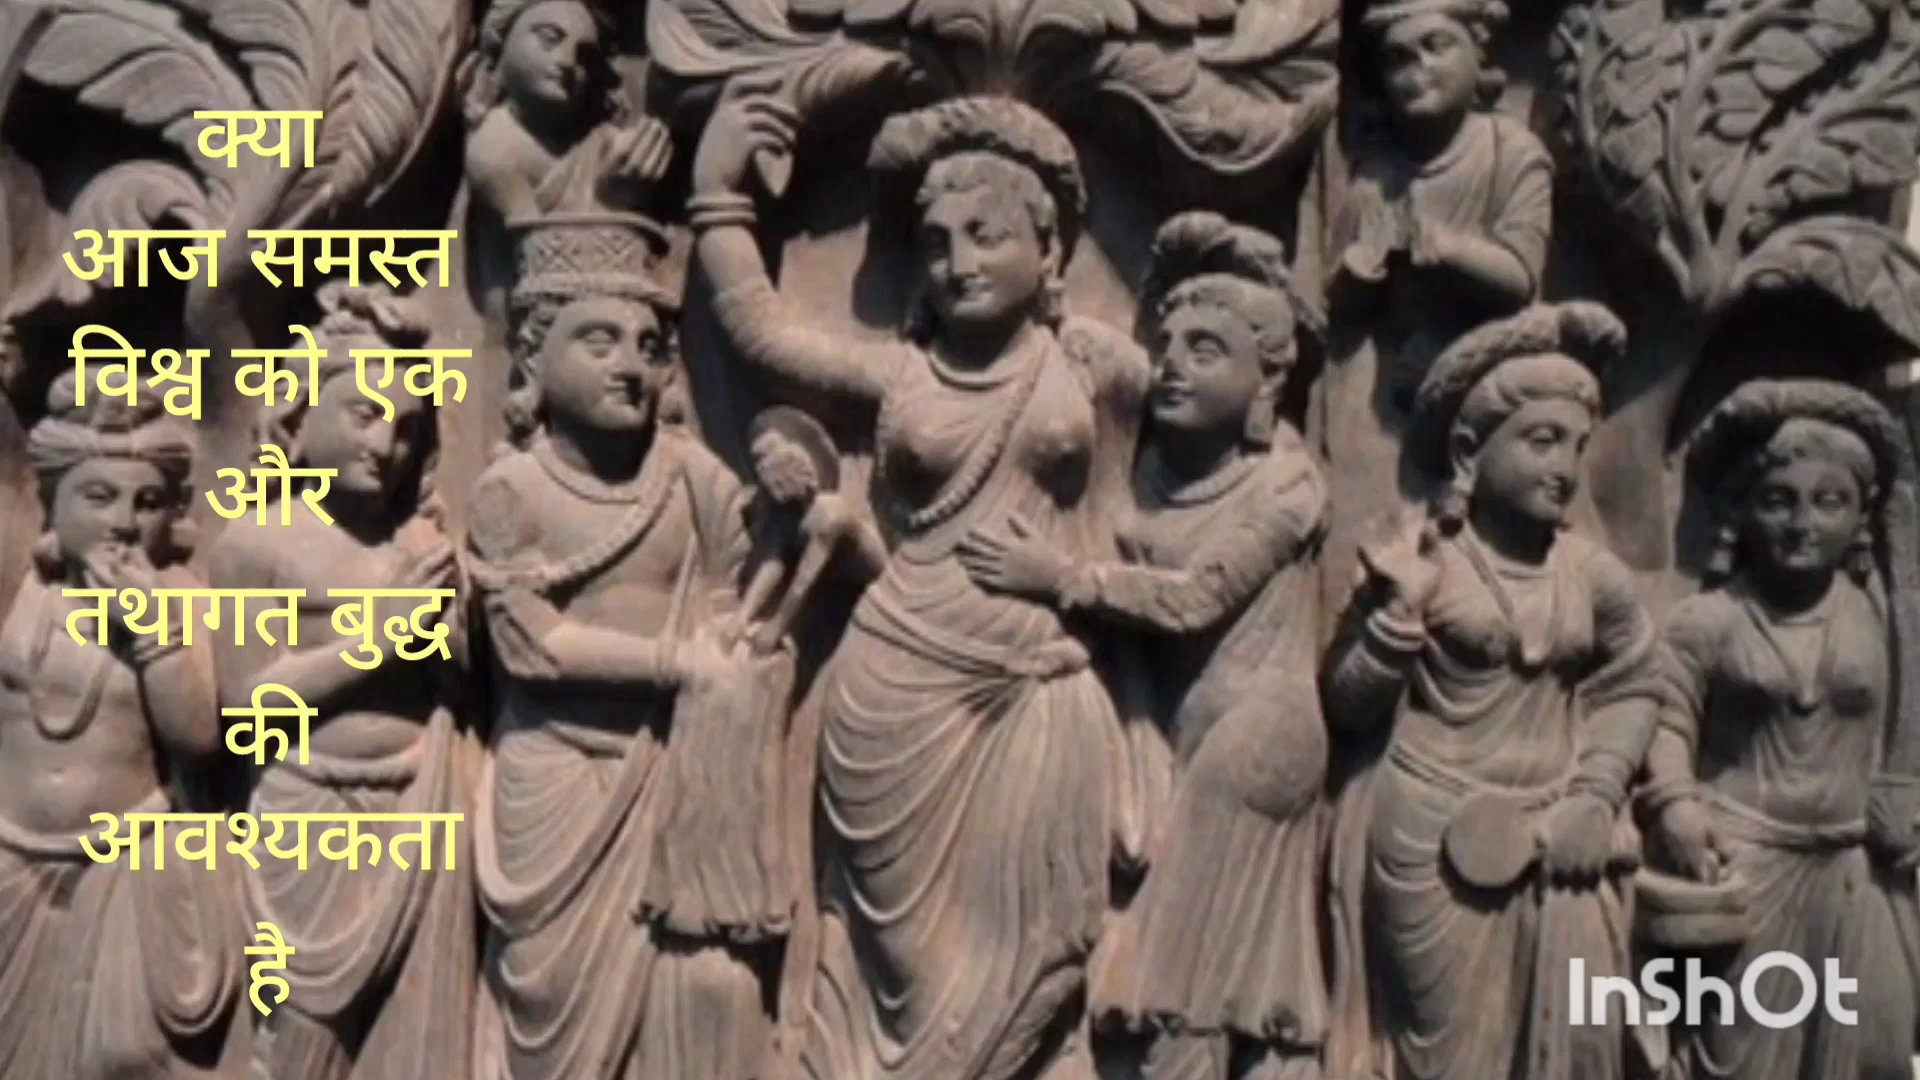 क्या
आज समस्त
विश्व को एक
और
तथागत बुद्ध
की
आवश्यकता
है
InShOt